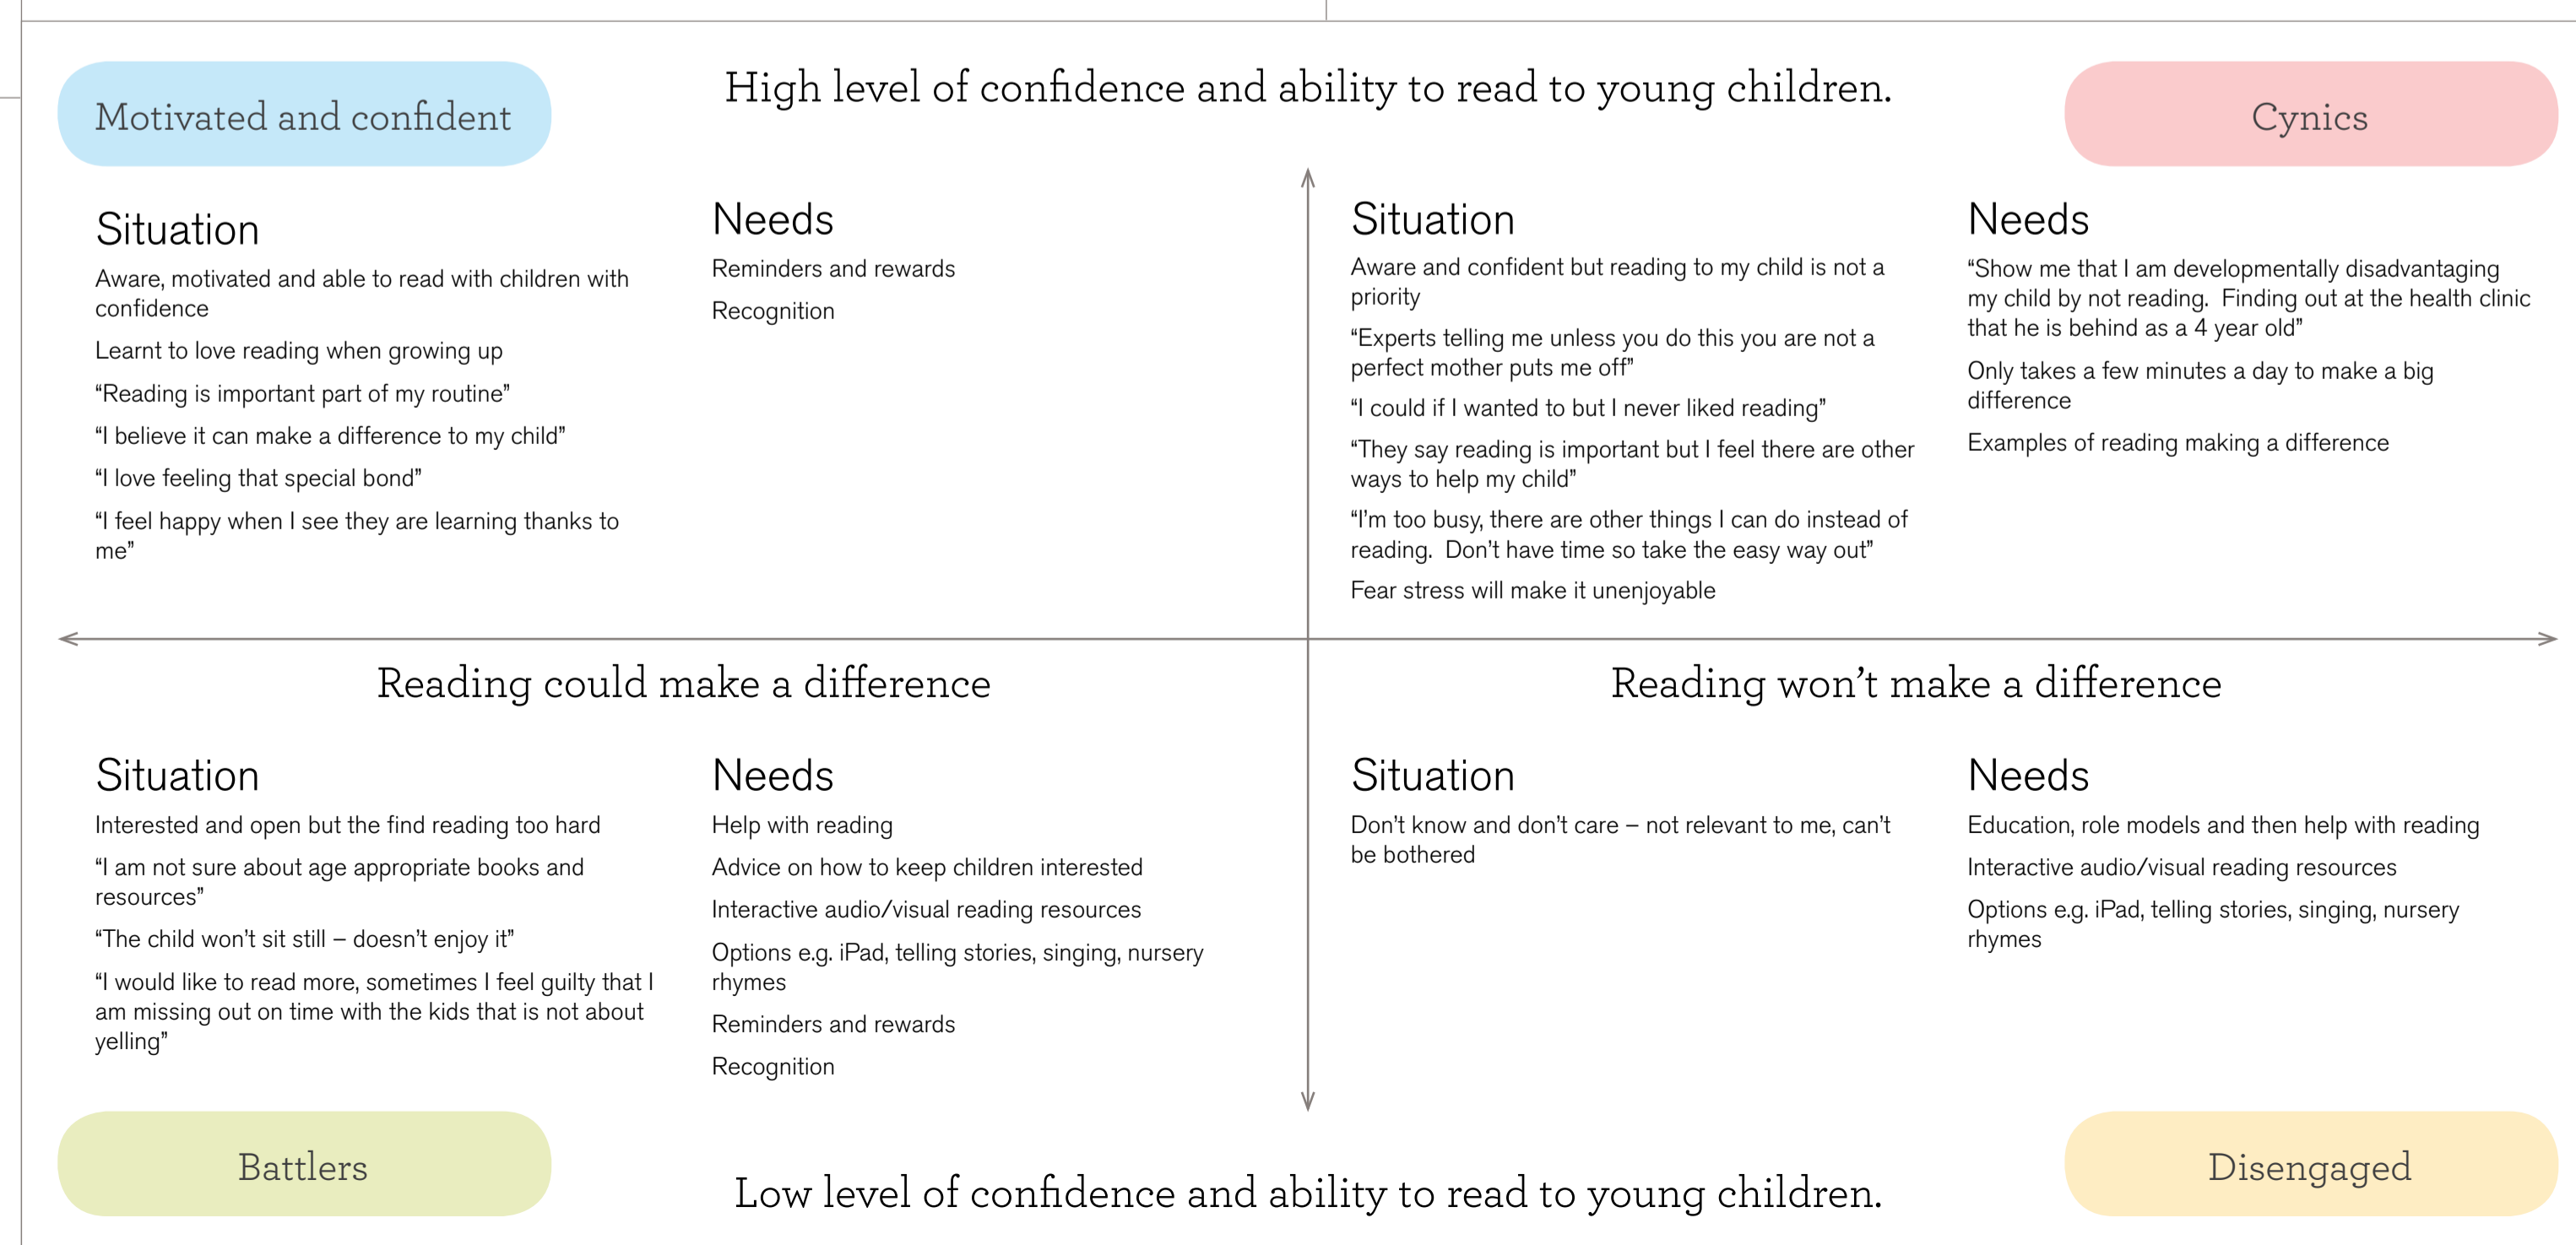 Motivated and confident
High level of confidence and ability to read to young children.
Cynics
Situation
Aware, motivated and able to read with children with
confidence
Learnt to love reading when growing up
“Reading is important part of my routine”
“I believe it can make a difference to my child”
“I love feeling that special bond”
“I feel happy when I see they are learning thanks to
me”
Needs
Reminders and rewards
Recognition
Situation
Aware and confident but reading to my child is not a
priority
“Experts telling me unless you do this you are not a
perfect mother puts me off”
“I could if I wanted to but I never liked reading”
“They say reading is important but I feel there are other
ways to help my child”
“I’m too busy, there are other things I can do instead of
reading.  Don’t have time so take the easy way out”
Fear stress will make it unenjoyable
Needs
“Show me that I am developmentally disadvantaging
my child by not reading.  Finding out at the health clinic
that he is behind as a 4 year old”
Only takes a few minutes a day to make a big
difference
Examples of reading making a difference
Reading could make a difference
Reading won’t make a difference
Situation
Interested and open but the find reading too hard
“I am not sure about age appropriate books and
resources”
“The child won’t sit still – doesn’t enjoy it”
“I would like to read more, sometimes I feel guilty that I
am missing out on time with the kids that is not about
yelling”
Needs
Help with reading
Advice on how to keep children interested
Interactive audio/visual reading resources
Options e.g. iPad, telling stories, singing, nursery
rhymes
Reminders and rewards
Recognition
Situation
Don’t know and don’t care – not relevant to me, can’t
be bothered
Needs
Education, role models and then help with reading
Interactive audio/visual reading resources
Options e.g. iPad, telling stories, singing, nursery
rhymes
Battlers
Low level of confidence and ability to read to young children.
Disengaged